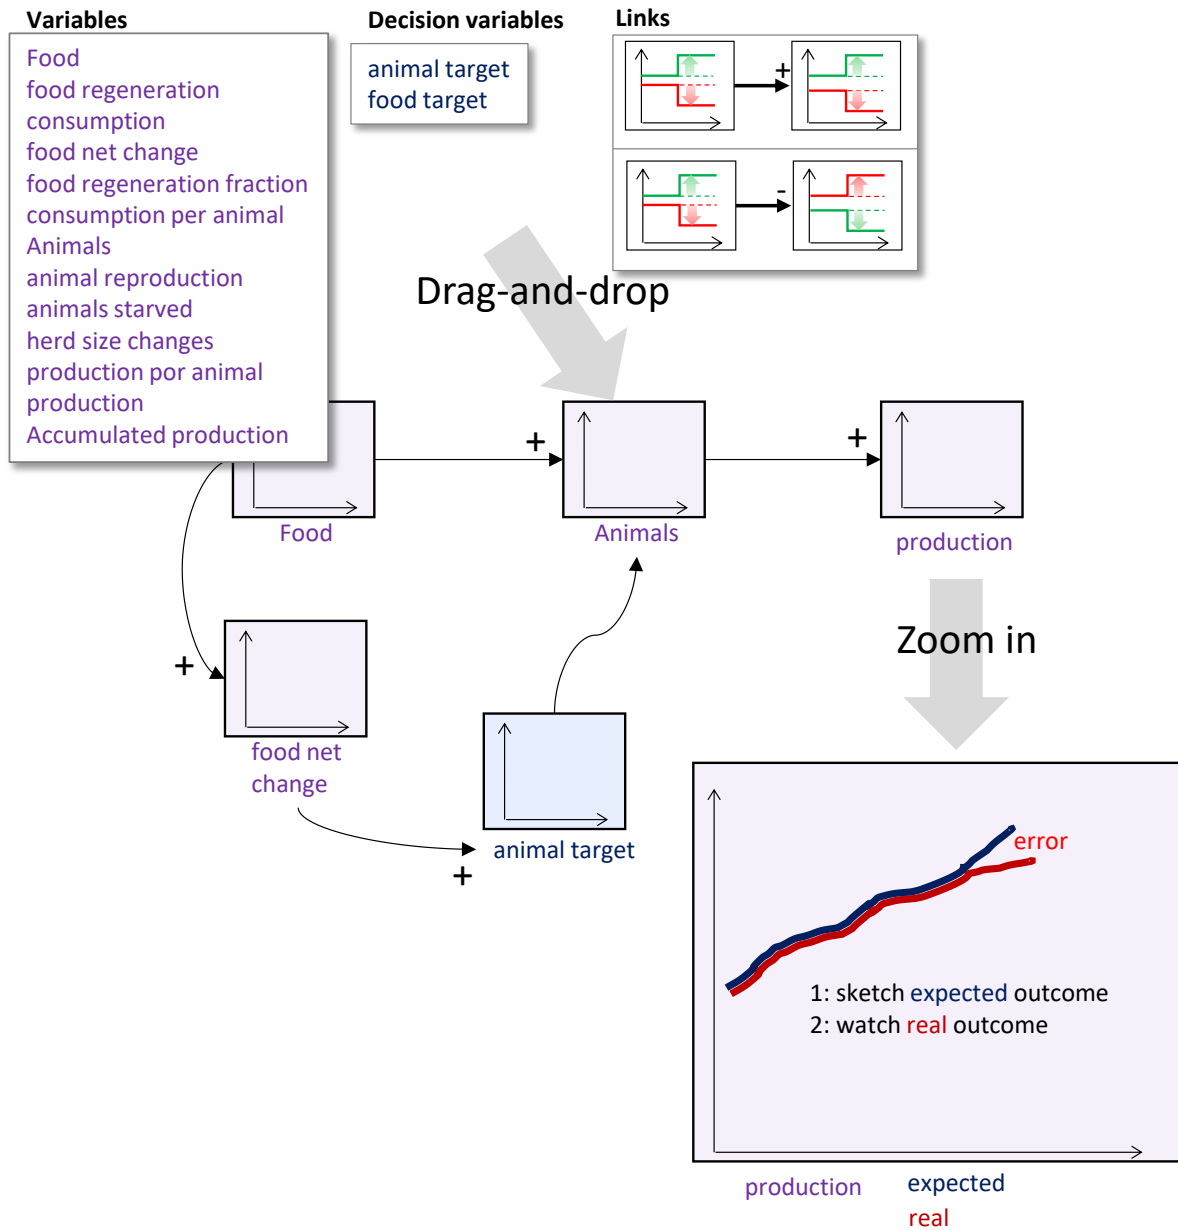 Variables
Food
food regeneration
consumption
food net change
food regeneration fraction
consumption per animal
Animals
animal reproduction
animals starved
herd size changes
production por animal
production
Accumulated production
Decision variables
animal target
food target
Links
+
-
Drag-and-drop
+
+
Food
Animals
production
Zoom in
+
food net
change
animal target
+
error
1: sketch expected outcome
2: watch real outcome
production
expected
real